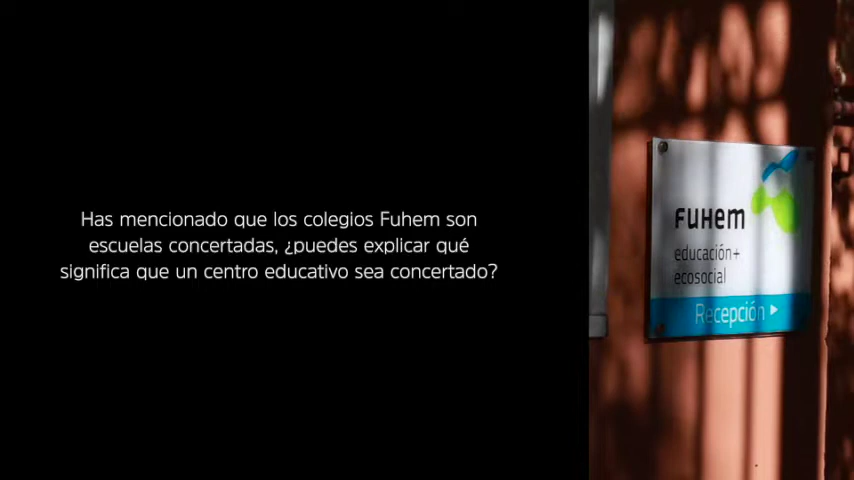 Has mencionado que los colegios Fuhem son
escuelas concertadas, ¿puedes explicar qué
significa que un centro educativo sea concertado?
FUHEM
educación+
ecosocial
Recepción